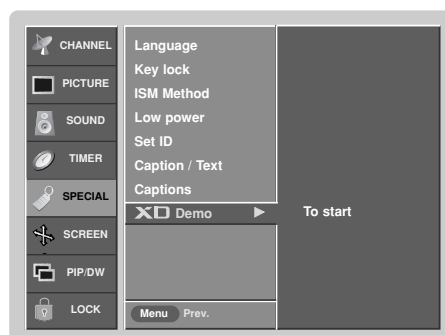 CHANNEL
PICTURE
SOUND
TIMER
SPECIAL
SCREEN
PIP/DW
LOCK
Language
Key lock
ISM Method
Low power
Set ID
Caption / Text
Captions
XD Demo ►
To start
Menu Prev.